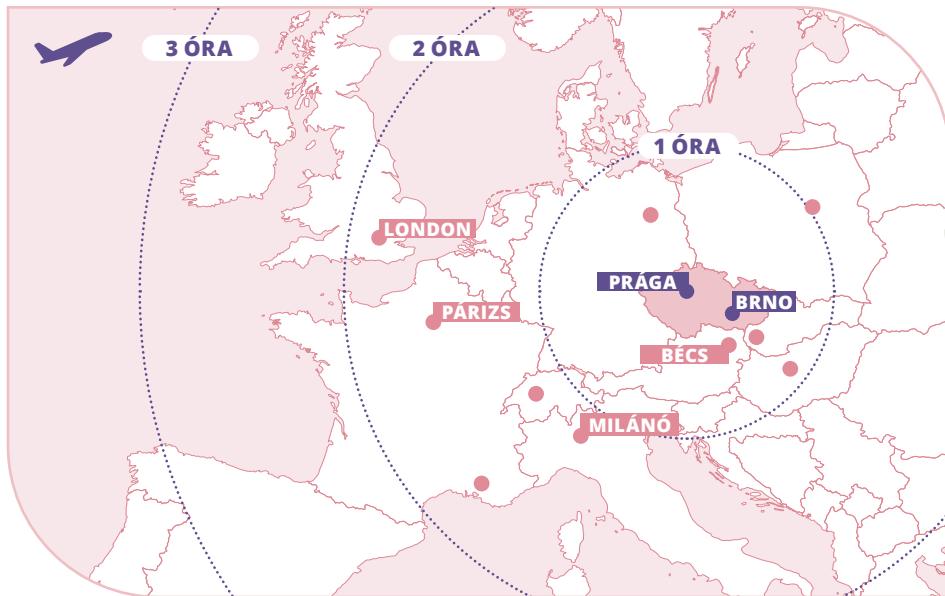 3 ÓRA
2 ÓRA
1 ÓRA
LONDON
PRÁGA
BRNO
PÁRIZS
BÉCS
MILÁNÓ